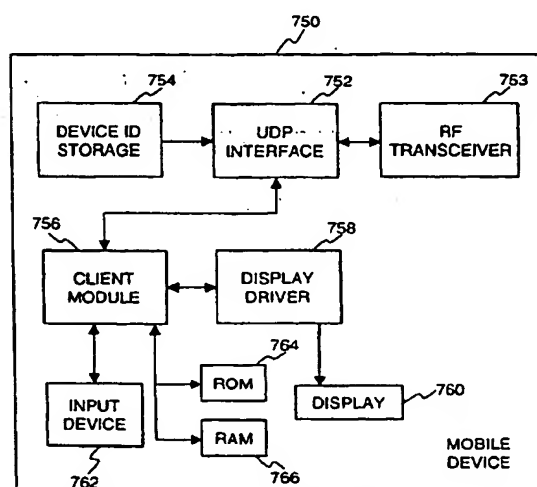 750
754
752
753
DEVICE ID
STORAGE
UDP
INTERFACE
RF
TRANSCEIVER
756
758
CLIENT
MODULE
DISPLAY
DRIVER
764
ROM
760
DISPLAY
INPUT
DEVICE
RAM
762
766
MOBILE
DEVICE